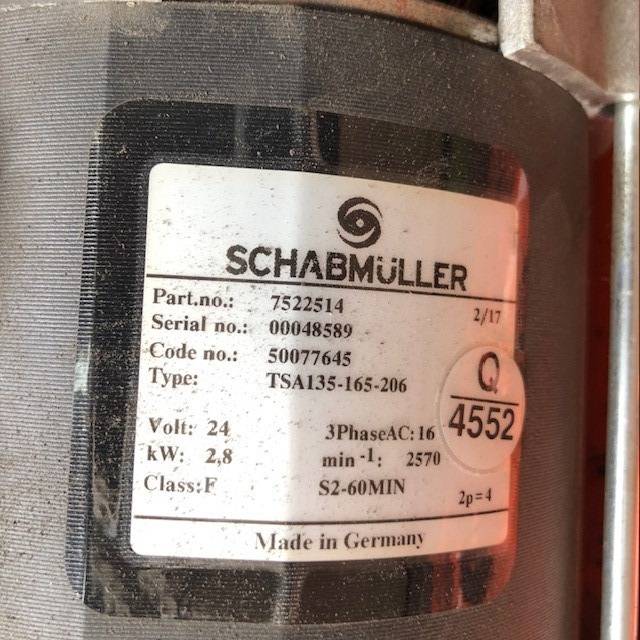 SCHABMÜLLER
Part.no.: 7522514 2/17
Serial no.: 00048589
Code no.: 50077645
Type: TSA135-165-206
Q
4552
Volt: 24 3PhaseAC: 16
kW: 2,8 min⁻¹: 2570
Class: F S2-60MIN 2p=4
Made in Germany